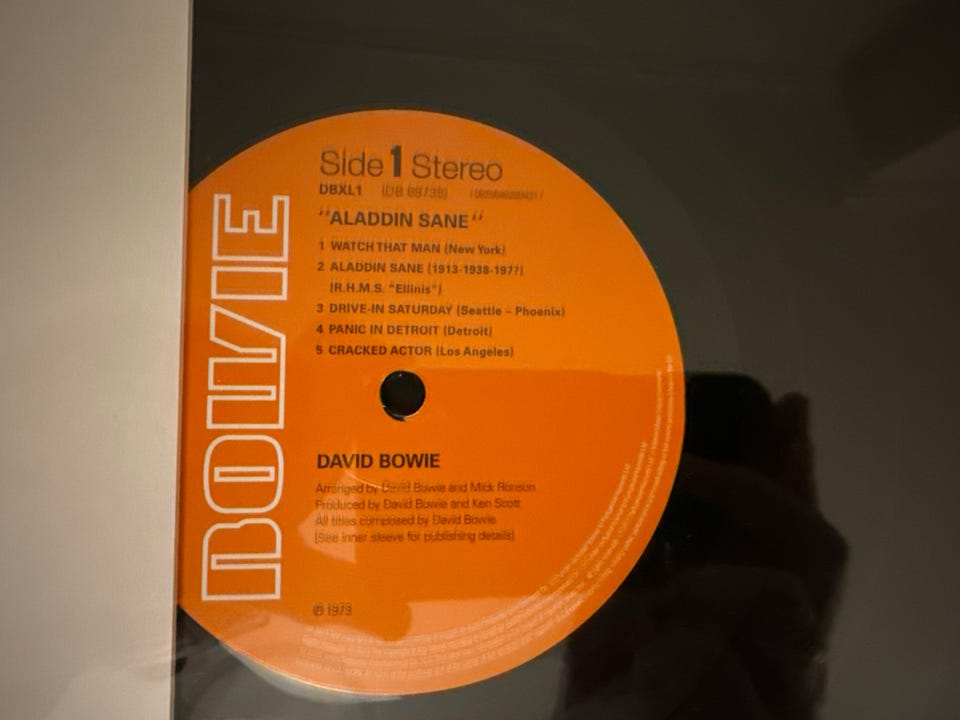 BOWIE
Side 1 Stereo
DBXL1 (DB 69735)
"ALADDIN SANE"
1 WATCH THAT MAN (New York)
2 ALADDIN SANE (1913-1938-197?)
(R.H.M.S. "Ellinis")
3 DRIVE-IN SATURDAY (Seattle – Phoenix)
4 PANIC IN DETROIT (Detroit)
5 CRACKED ACTOR (Los Angeles)
DAVID BOWIE
Arranged by David Bowie and Mick Ronson
Produced by David Bowie and Ken Scott
All titles composed by David Bowie
(See inner sleeve for publishing details)
℗ 1973